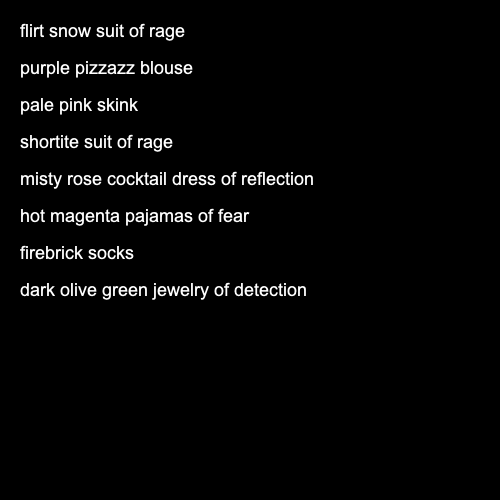 flirt snow suit of rage
purple pizzazz blouse
pale pink skink
shortite suit of rage
misty rose cocktail dress of reflection
hot magenta pajamas of fear
firebrick socks
dark olive green jewelry of detection